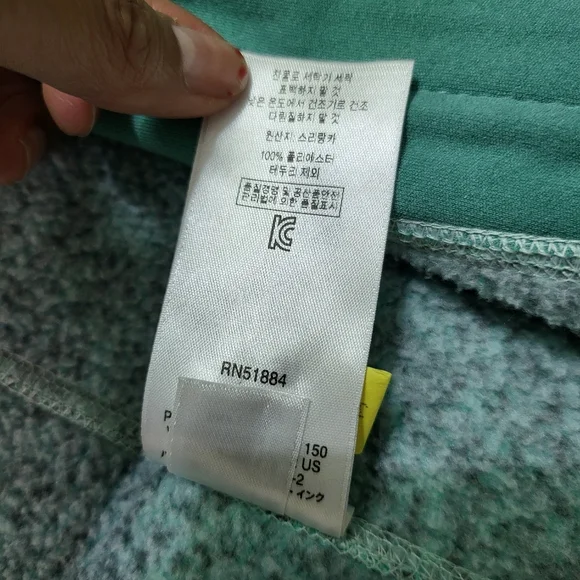 찬물로 세탁기 세탁
표백하지 말 것
낮은 온도에서 건조기로 건조
다림질하지 말 것
원산지: 스리랑카
100% 폴리에스터
테두리 제외
품질경영 및 공산품안전
관리법에 의한 품질표시
RN51884
P
150
US
-2
インク